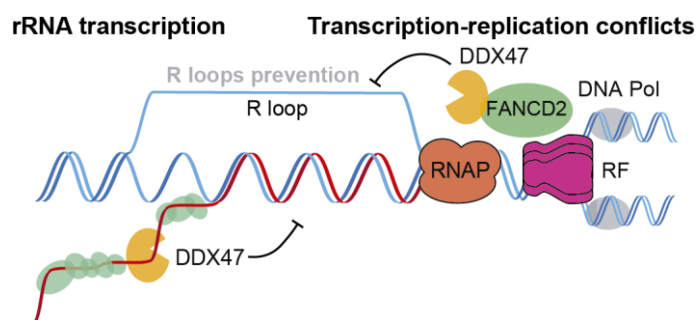 rRNA transcription
Transcription-replication conflicts
DDX47
R loops prevention
R loop
FANCD2
DNA Pol
RNAP
RF
DDX47